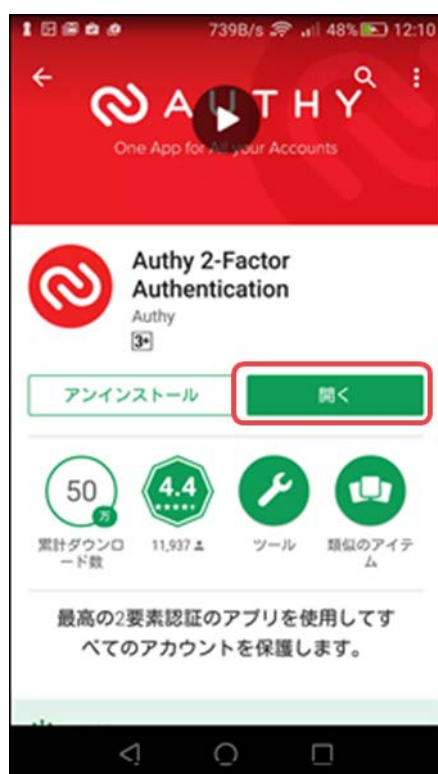 739B/s 48% 12:10
AUTHY
One App for All your Accounts
Authy 2-Factor
Authentication
Authy
3+
アンインストール
開く
50
万
4.4
累計ダウンロ
ード数
11,937
ツール
類似のアイテ
ム
最高の2要素認証のアプリを使用してす
べてのアカウントを保護します。